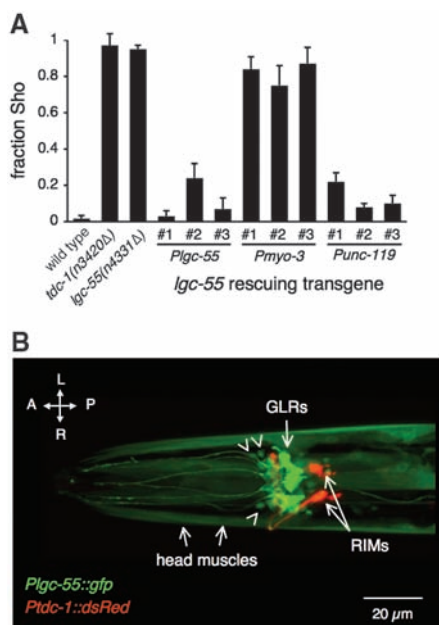 A
fraction Sho
1
0.8
0.6
0.4
0.2
0
wild type
tdc-1(n3420Δ)
lgc-55(n4331Δ)
#1 #2 #3 #1 #2 #3 #1 #2 #3
Plgc-55 Pmyo-3 Punc-119
lgc-55 rescuing transgene
B
L
A P
R
GLRs
head muscles
RIMs
Plgc-55::gfp
Ptdc-1::dsRed
20 µm